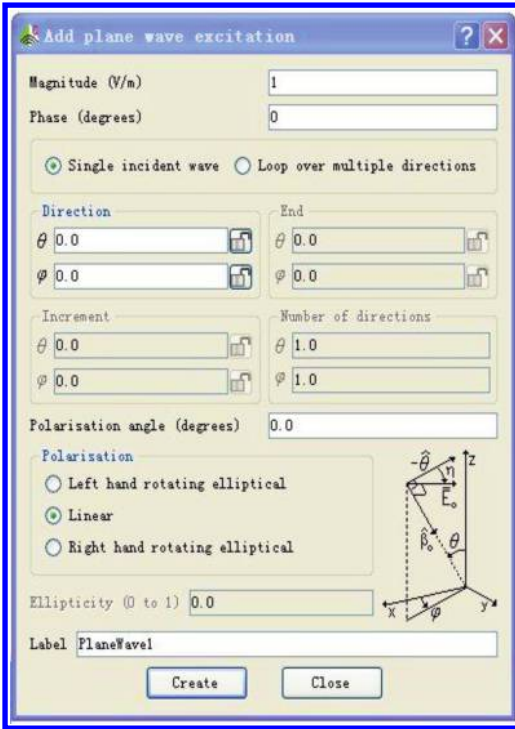 Add plane wave excitation
Magnitude (V/m) 1
Phase (degrees) 0
Single incident wave Loop over multiple directions
Direction End
θ 0.0 θ 0.0
φ 0.0 φ 0.0
Increment Number of directions
θ 0.0 θ 1.0
φ 0.0 φ 1.0
Polarisation angle (degrees) 0.0
Polarisation
Left hand rotating elliptical
Linear
Right hand rotating elliptical
-θ̂ η z
E̅₀
β̂₀ θ
x φ y
Ellipticity (0 to 1) 0.0
Label PlaneWave1
Create Close